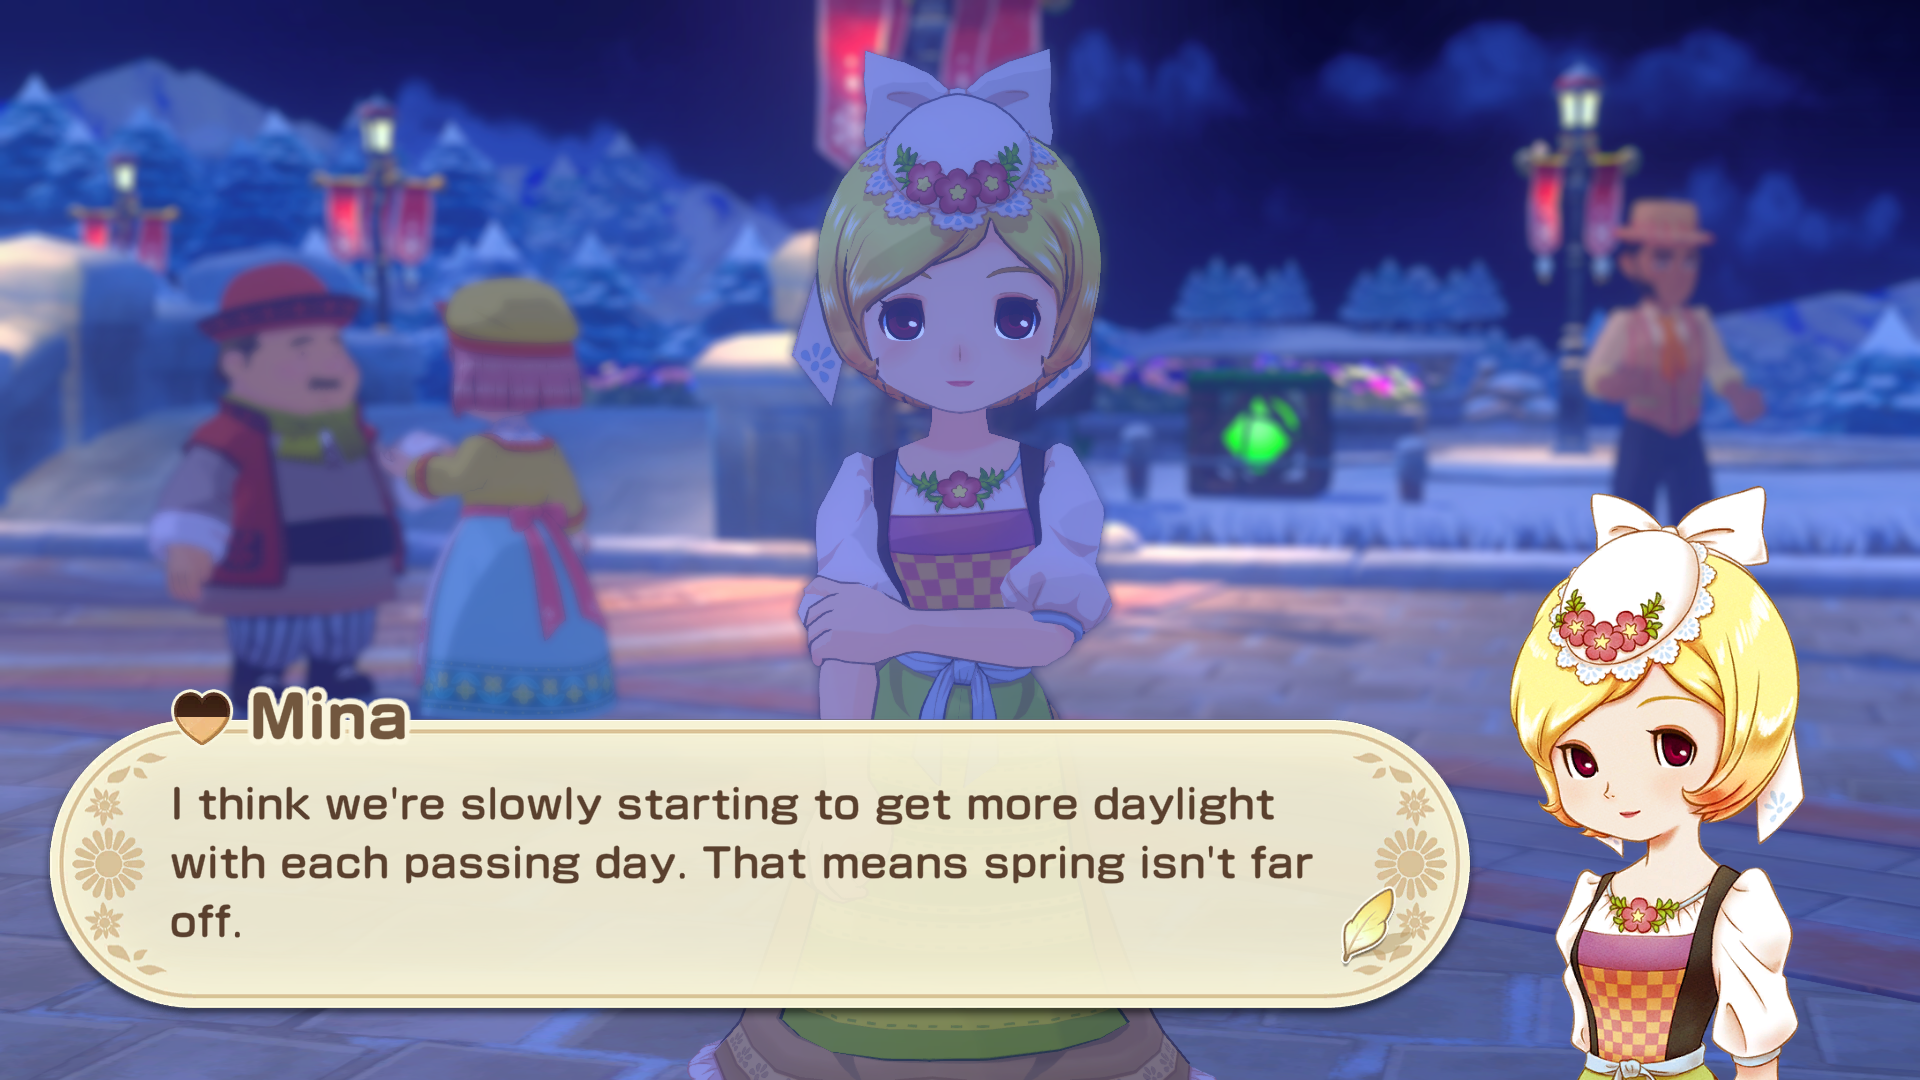 Mina
I think we're slowly starting to get more daylight
with each passing day. That means spring isn't far
off.